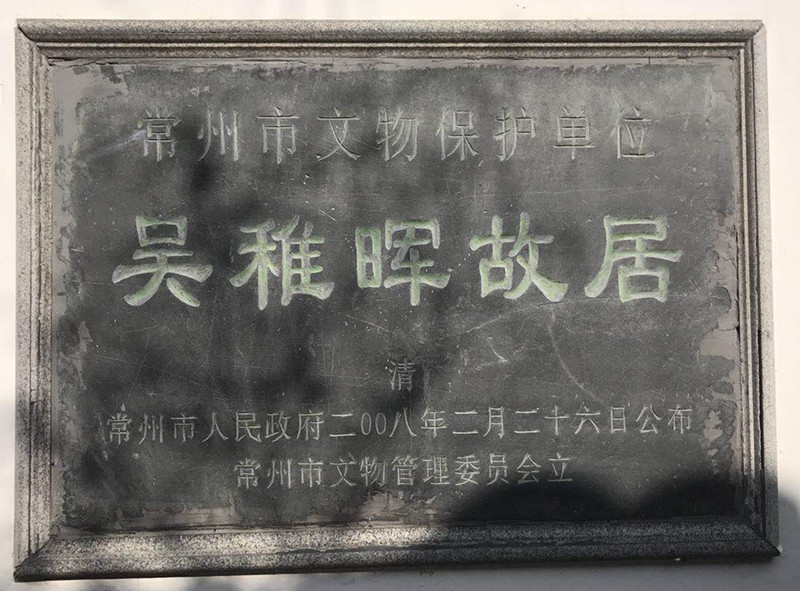 常州市文物保护单位
吴稚晖故居
清
常州市人民政府二00八年二月二十六日公布
常州市文物管理委员会立